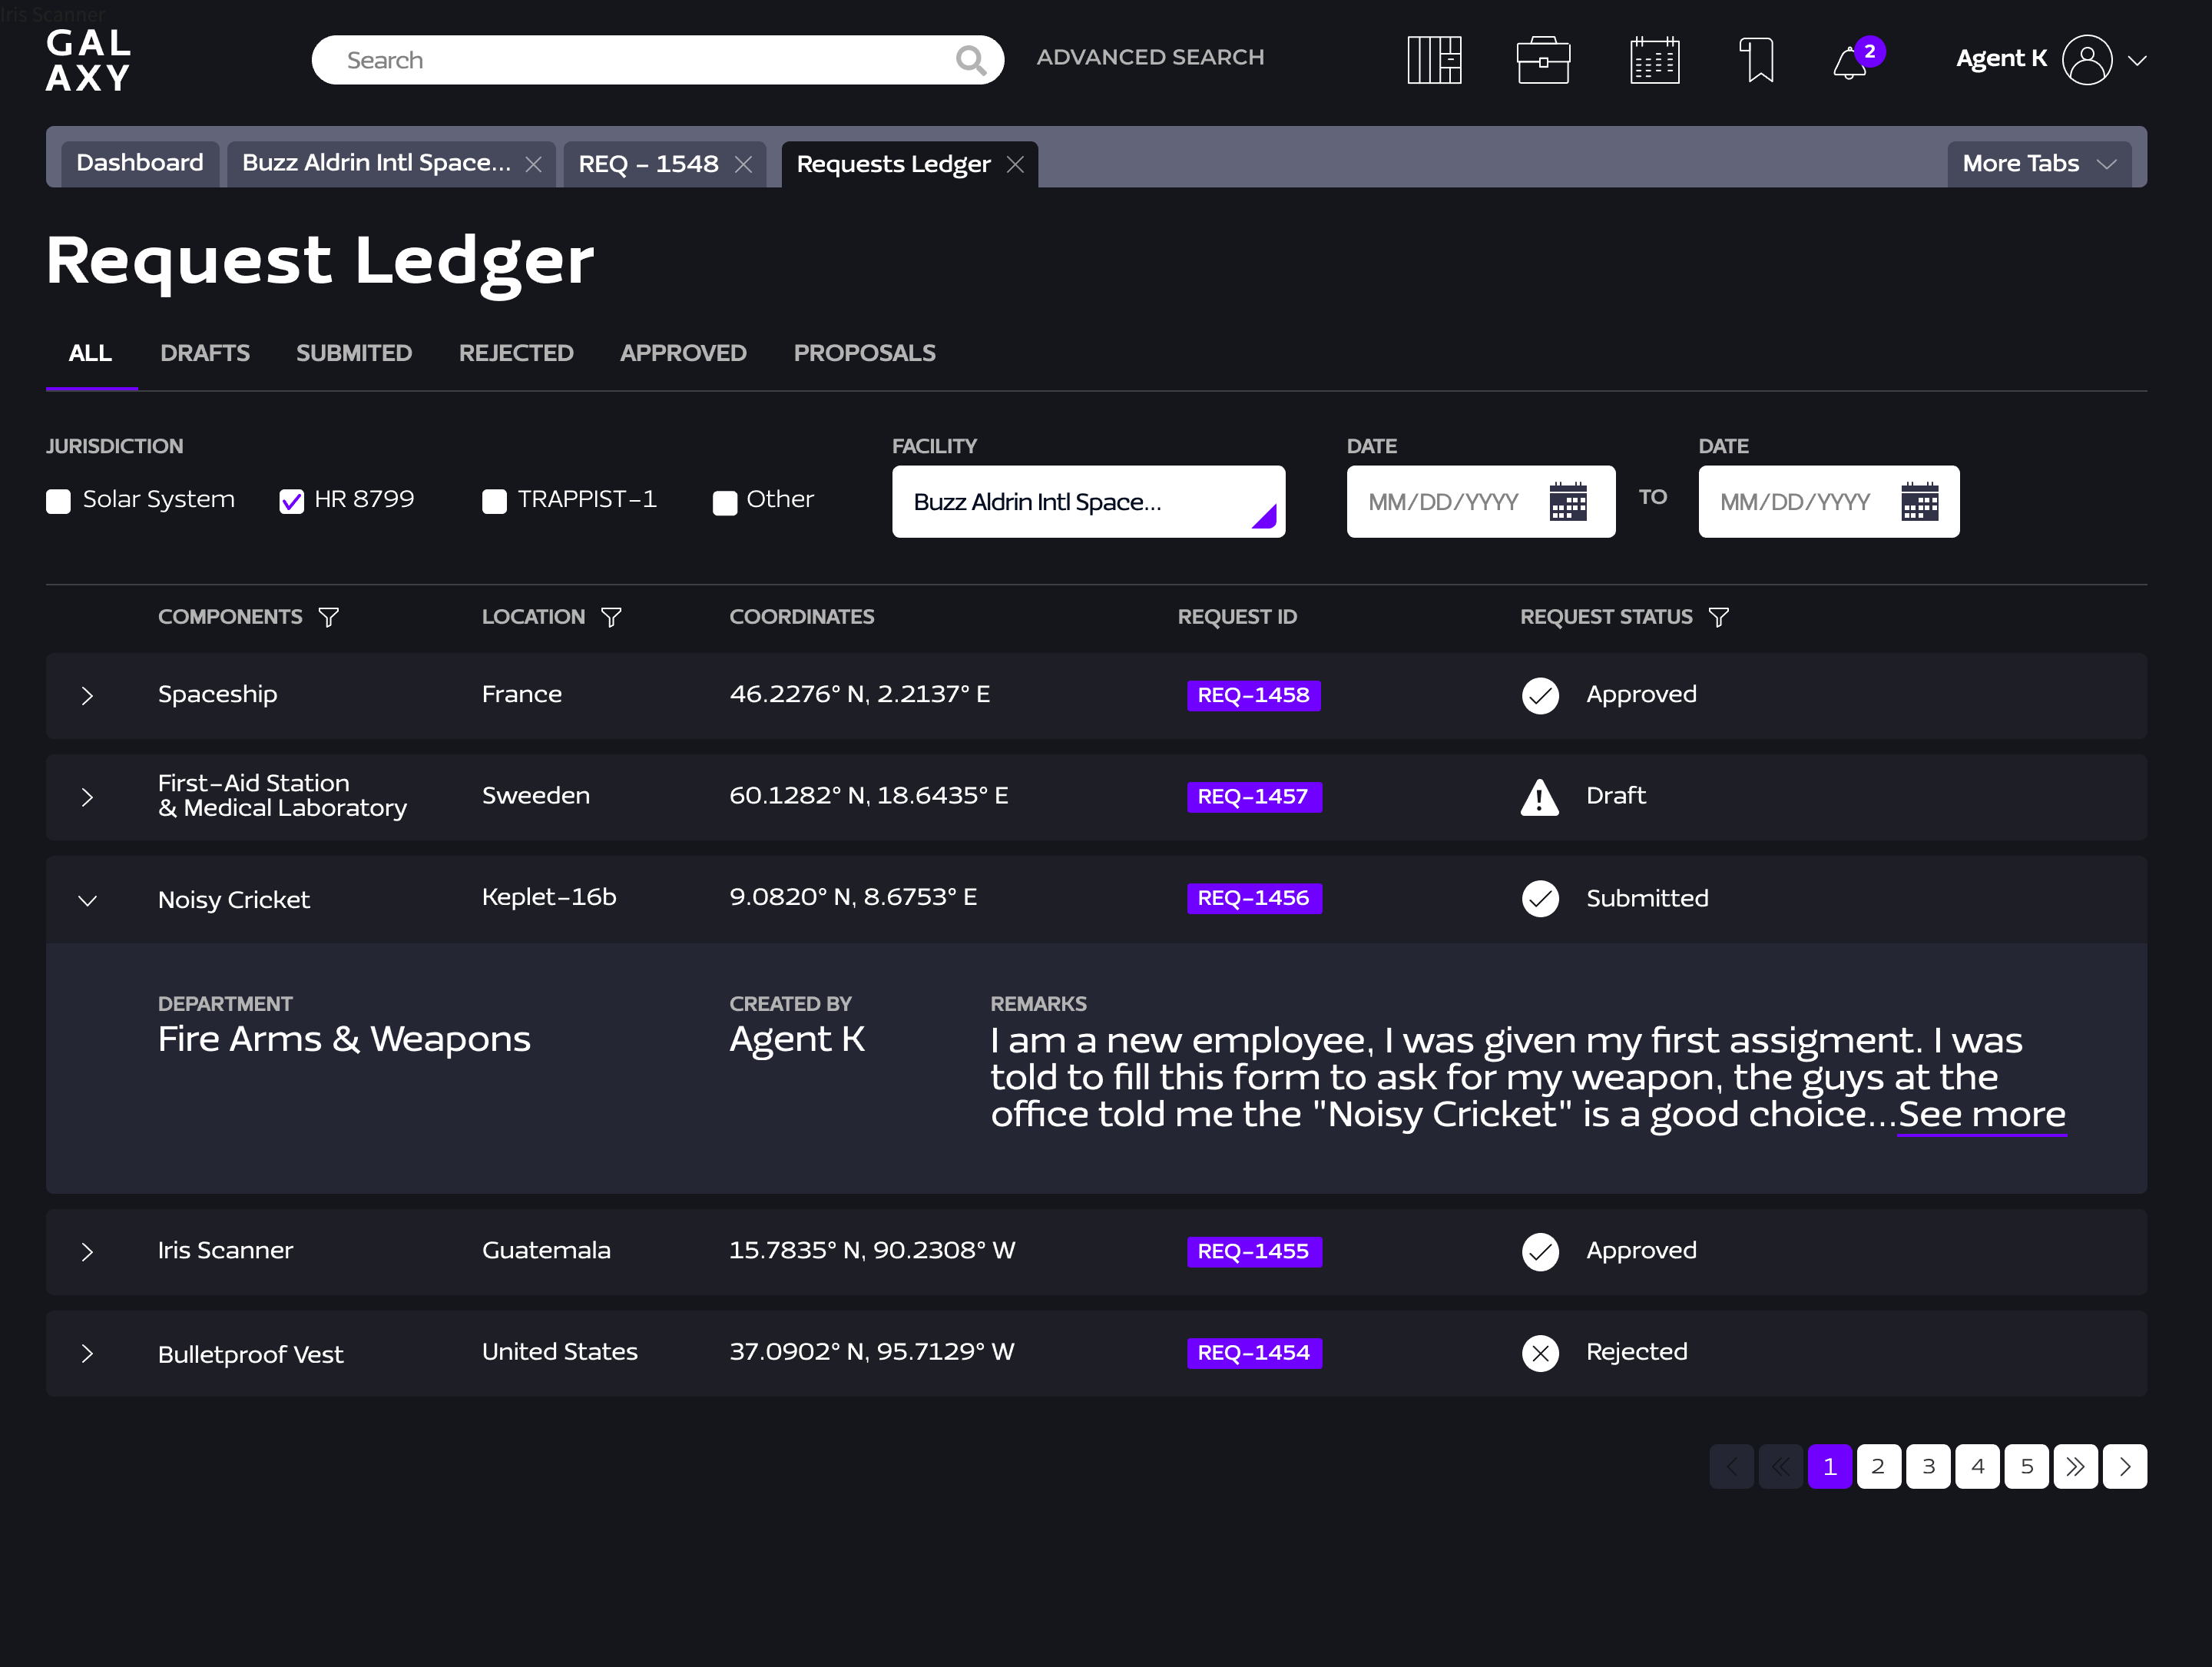 Iris Scanner
GAL
AXY
Search
ADVANCED SEARCH
2
Agent K
Dashboard
Buzz Aldrin Intl Space...
REQ - 1548
Requests Ledger
More Tabs
Request Ledger
ALL
DRAFTS
SUBMITED
REJECTED
APPROVED
PROPOSALS
JURISDICTION
Solar System
HR 8799
TRAPPIST-1
Other
FACILITY
Buzz Aldrin Intl Space...
DATE
MM/DD/YYYY
TO
DATE
MM/DD/YYYY
COMPONENTS
LOCATION
COORDINATES
REQUEST ID
REQUEST STATUS
Spaceship
France
46.2276° N, 2.2137° E
REQ-1458
Approved
First-Aid Station
& Medical Laboratory
Sweeden
60.1282° N, 18.6435° E
REQ-1457
Draft
Noisy Cricket
Keplet-16b
9.0820° N, 8.6753° E
REQ-1456
Submitted
DEPARTMENT
Fire Arms & Weapons
CREATED BY
Agent K
REMARKS
I am a new employee, I was given my first assigment. I was
told to fill this form to ask for my weapon, the guys at the
office told me the "Noisy Cricket" is a good choice...See more
Iris Scanner
Guatemala
15.7835° N, 90.2308° W
REQ-1455
Approved
Bulletproof Vest
United States
37.0902° N, 95.7129° W
REQ-1454
Rejected
1
2
3
4
5